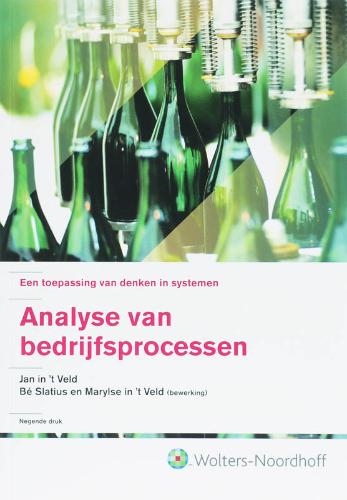 Een toepassing van denken in systemen
Analyse van
bedrijfsprocessen
Jan in 't Veld
Bé Slatius en Marylse in 't Veld (bewerking)
Negende druk
Wolters-Noordhoff